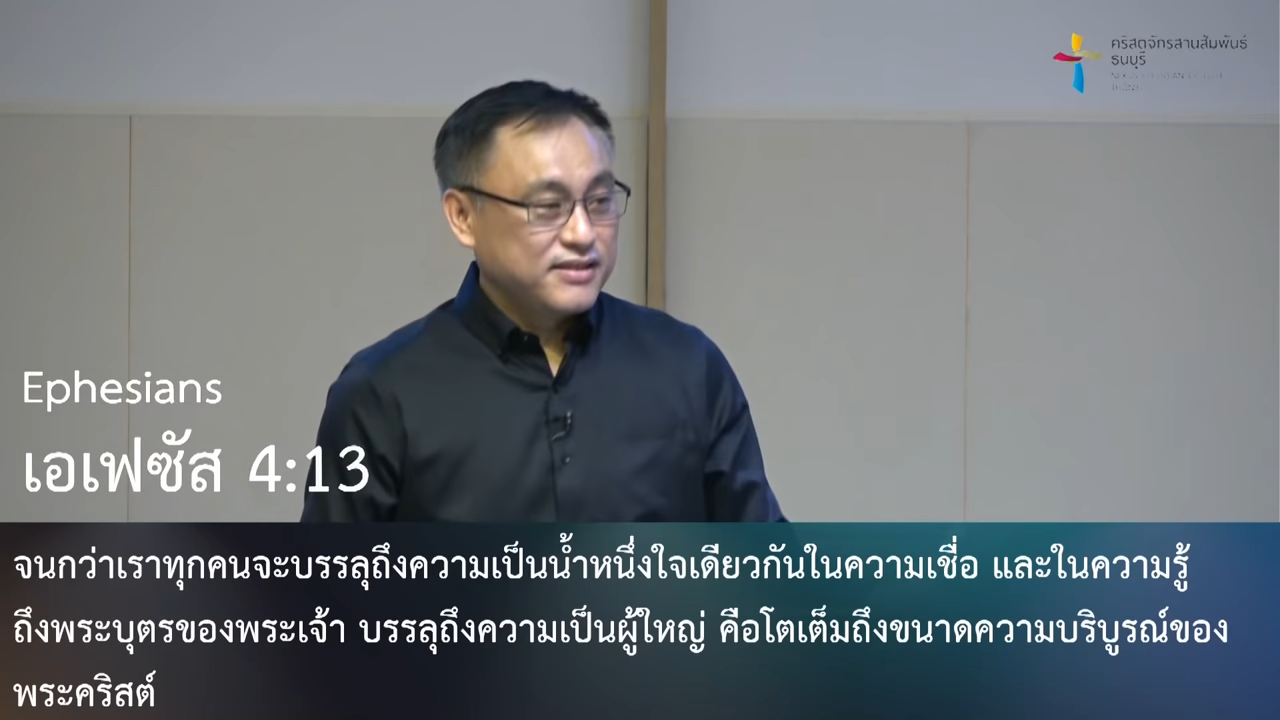 คริสตจักรสานสัมพันธ์
ธนบุรี
Ephesians
เอเฟซัส 4:13
จนกว่าเราทุกคนจะบรรลุถึงความเป็นน้ำหนึ่งใจเดียวกันในความเชื่อ และในความรู้
ถึงพระบุตรของพระเจ้า บรรลุถึงความเป็นผู้ใหญ่ คือโตเต็มถึงขนาดความบริบูรณ์ของ
พระคริสต์